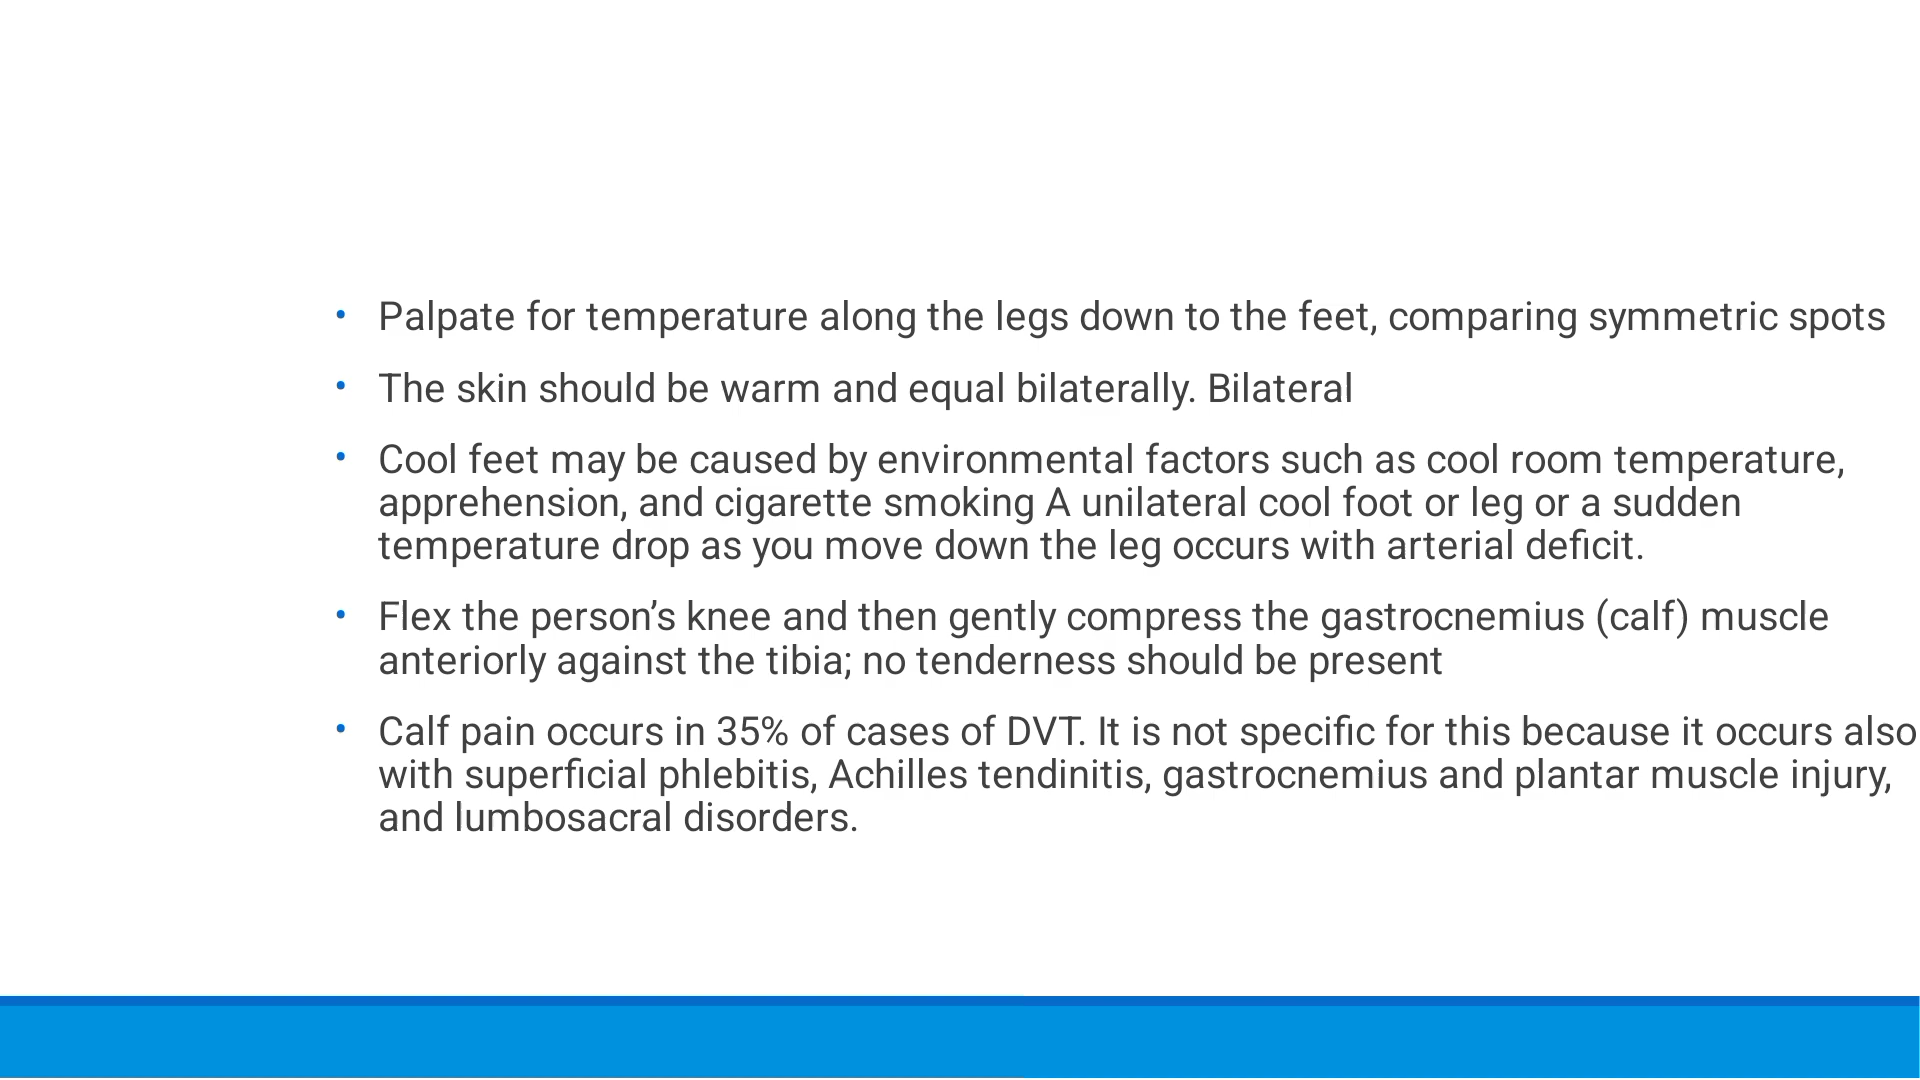 • Palpate for temperature along the legs down to the feet, comparing symmetric spots
• The skin should be warm and equal bilaterally. Bilateral
• Cool feet may be caused by environmental factors such as cool room temperature,
apprehension, and cigarette smoking A unilateral cool foot or leg or a sudden
temperature drop as you move down the leg occurs with arterial deficit.
• Flex the person’s knee and then gently compress the gastrocnemius (calf) muscle
anteriorly against the tibia; no tenderness should be present
• Calf pain occurs in 35% of cases of DVT. It is not specific for this because it occurs also
with superficial phlebitis, Achilles tendinitis, gastrocnemius and plantar muscle injury,
and lumbosacral disorders.